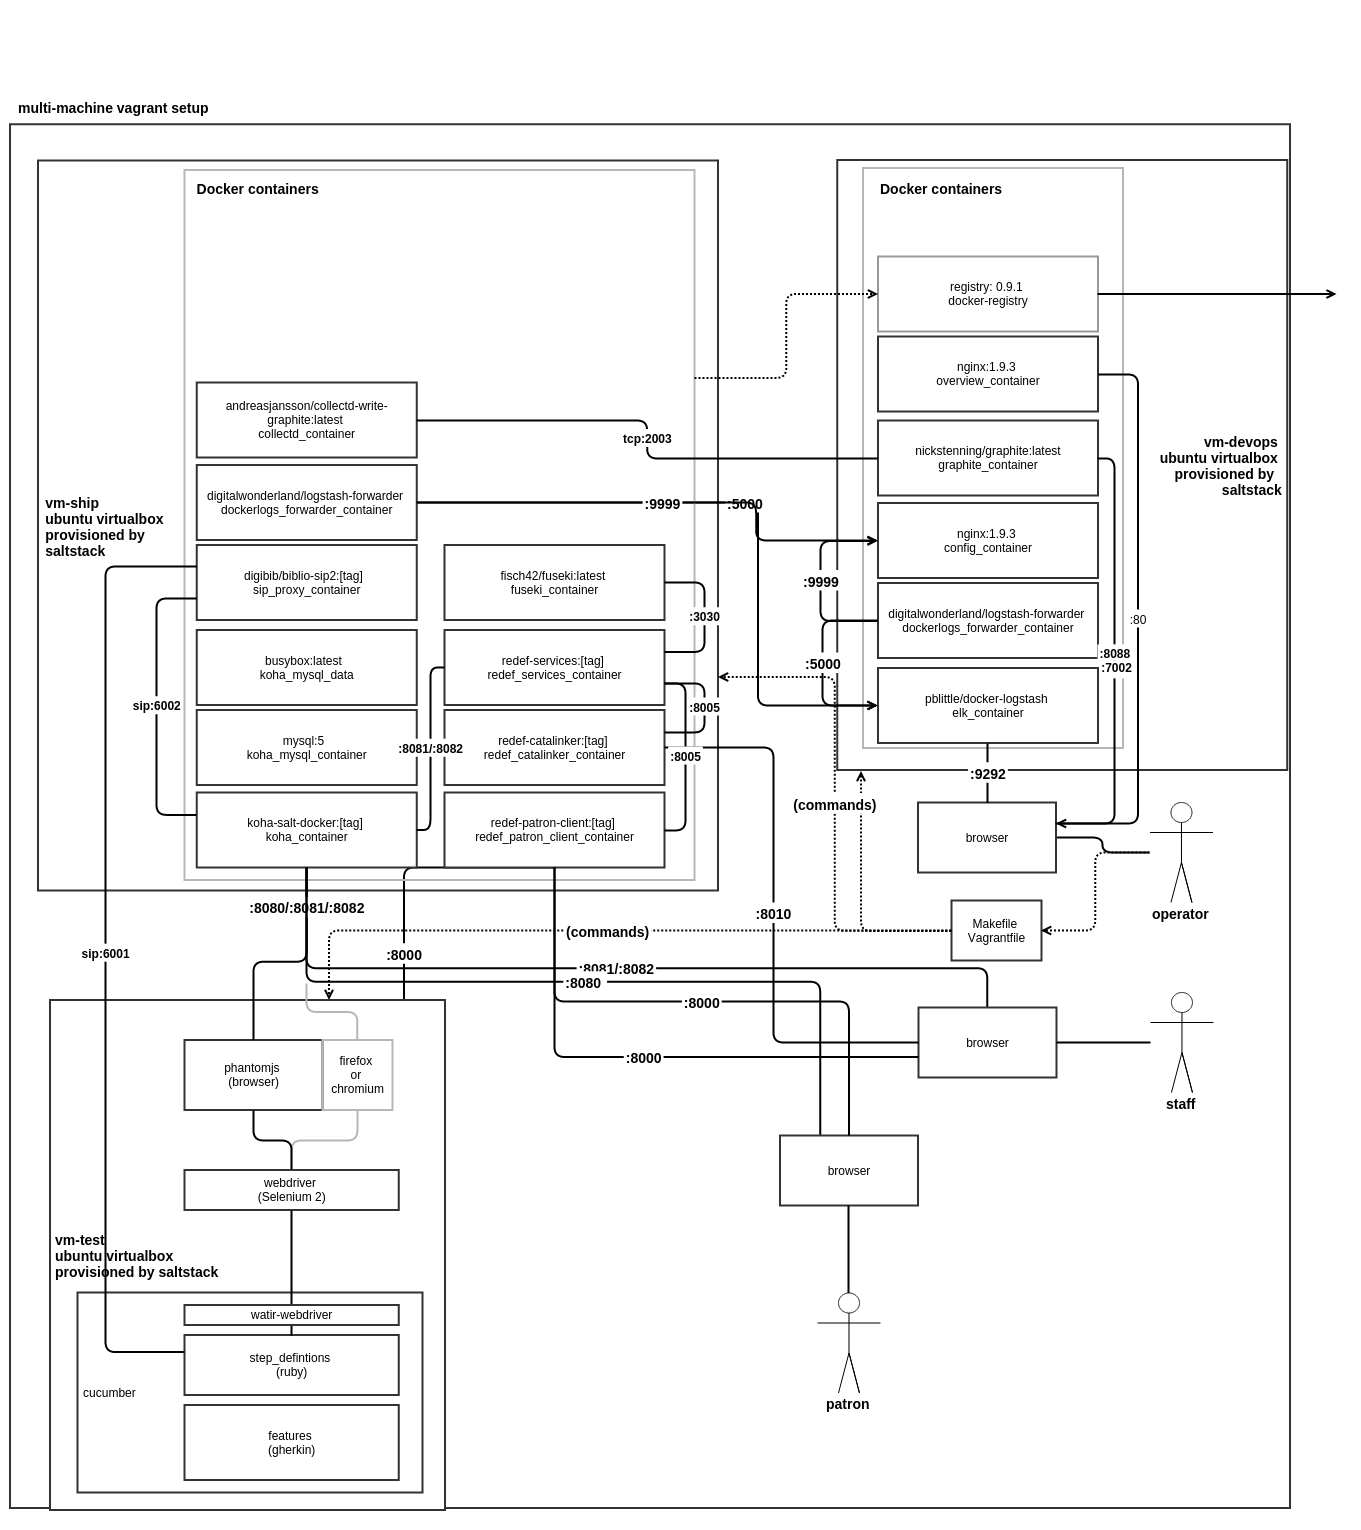 multi-machine vagrant setup
Docker containers
Docker containers
registry: 0.9.1
docker-registry
nginx:1.9.3
overview_container
andreasjansson/collectd-write-
graphite:latest
collectd_container
tcp:2003
nickstenning/graphite:latest
graphite_container
vm-devops
ubuntu virtualbox
provisioned by
saltstack
vm-ship
ubuntu virtualbox
provisioned by
saltstack
digitalwonderland/logstash-forwarder
dockerlogs_forwarder_container
:9999
:5000
nginx:1.9.3
config_container
digibib/biblio-sip2:[tag]
sip_proxy_container
fisch42/fuseki:latest
fuseki_container
:9999
:3030
digitalwonderland/logstash-forwarder
dockerlogs_forwarder_container
:80
:8088
:7002
busybox:latest
koha_mysql_data
redef-services:[tag]
redef_services_container
:5000
sip:6002
:8005
pblittle/docker-logstash
elk_container
mysql:5
koha_mysql_container
:8081/:8082
redef-catalinker:[tag]
redef_catalinker_container
:8005
:9292
(commands)
koha-salt-docker:[tag]
koha_container
redef-patron-client:[tag]
redef_patron_client_container
browser
operator
:8080/:8081/:8082
:8010
Makefile
Vagrantfile
(commands)
sip:6001
:8000
:8081/:8082
:8080
:8000
browser
:8000
staff
phantomjs
(browser)
firefox
or
chromium
webdriver
(Selenium 2)
browser
vm-test
ubuntu virtualbox
provisioned by saltstack
watir-webdriver
step_defintions
(ruby)
cucumber
features
(gherkin)
patron